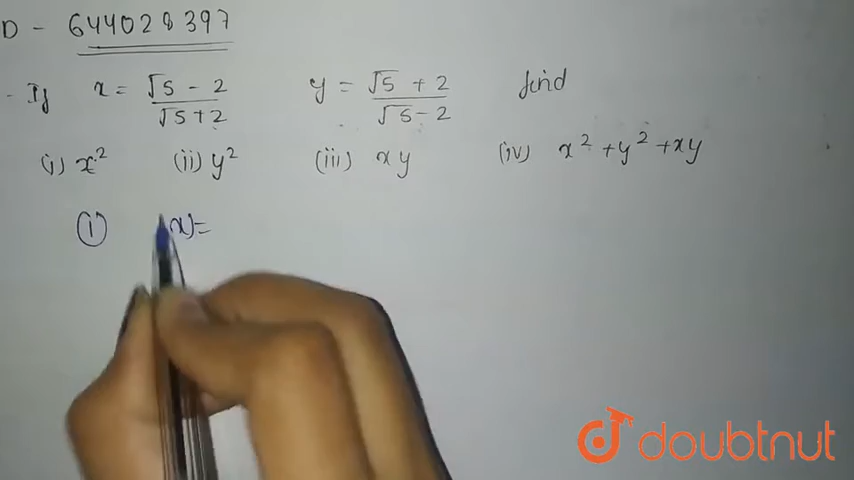 D - 644028397
- If x = √5 - 2 / √5 + 2 y = √5 + 2 / √5 - 2 find
(i) x² (ii) y² (iii) xy (iv) x² + y² + xy
(i) x) =
doubtnut